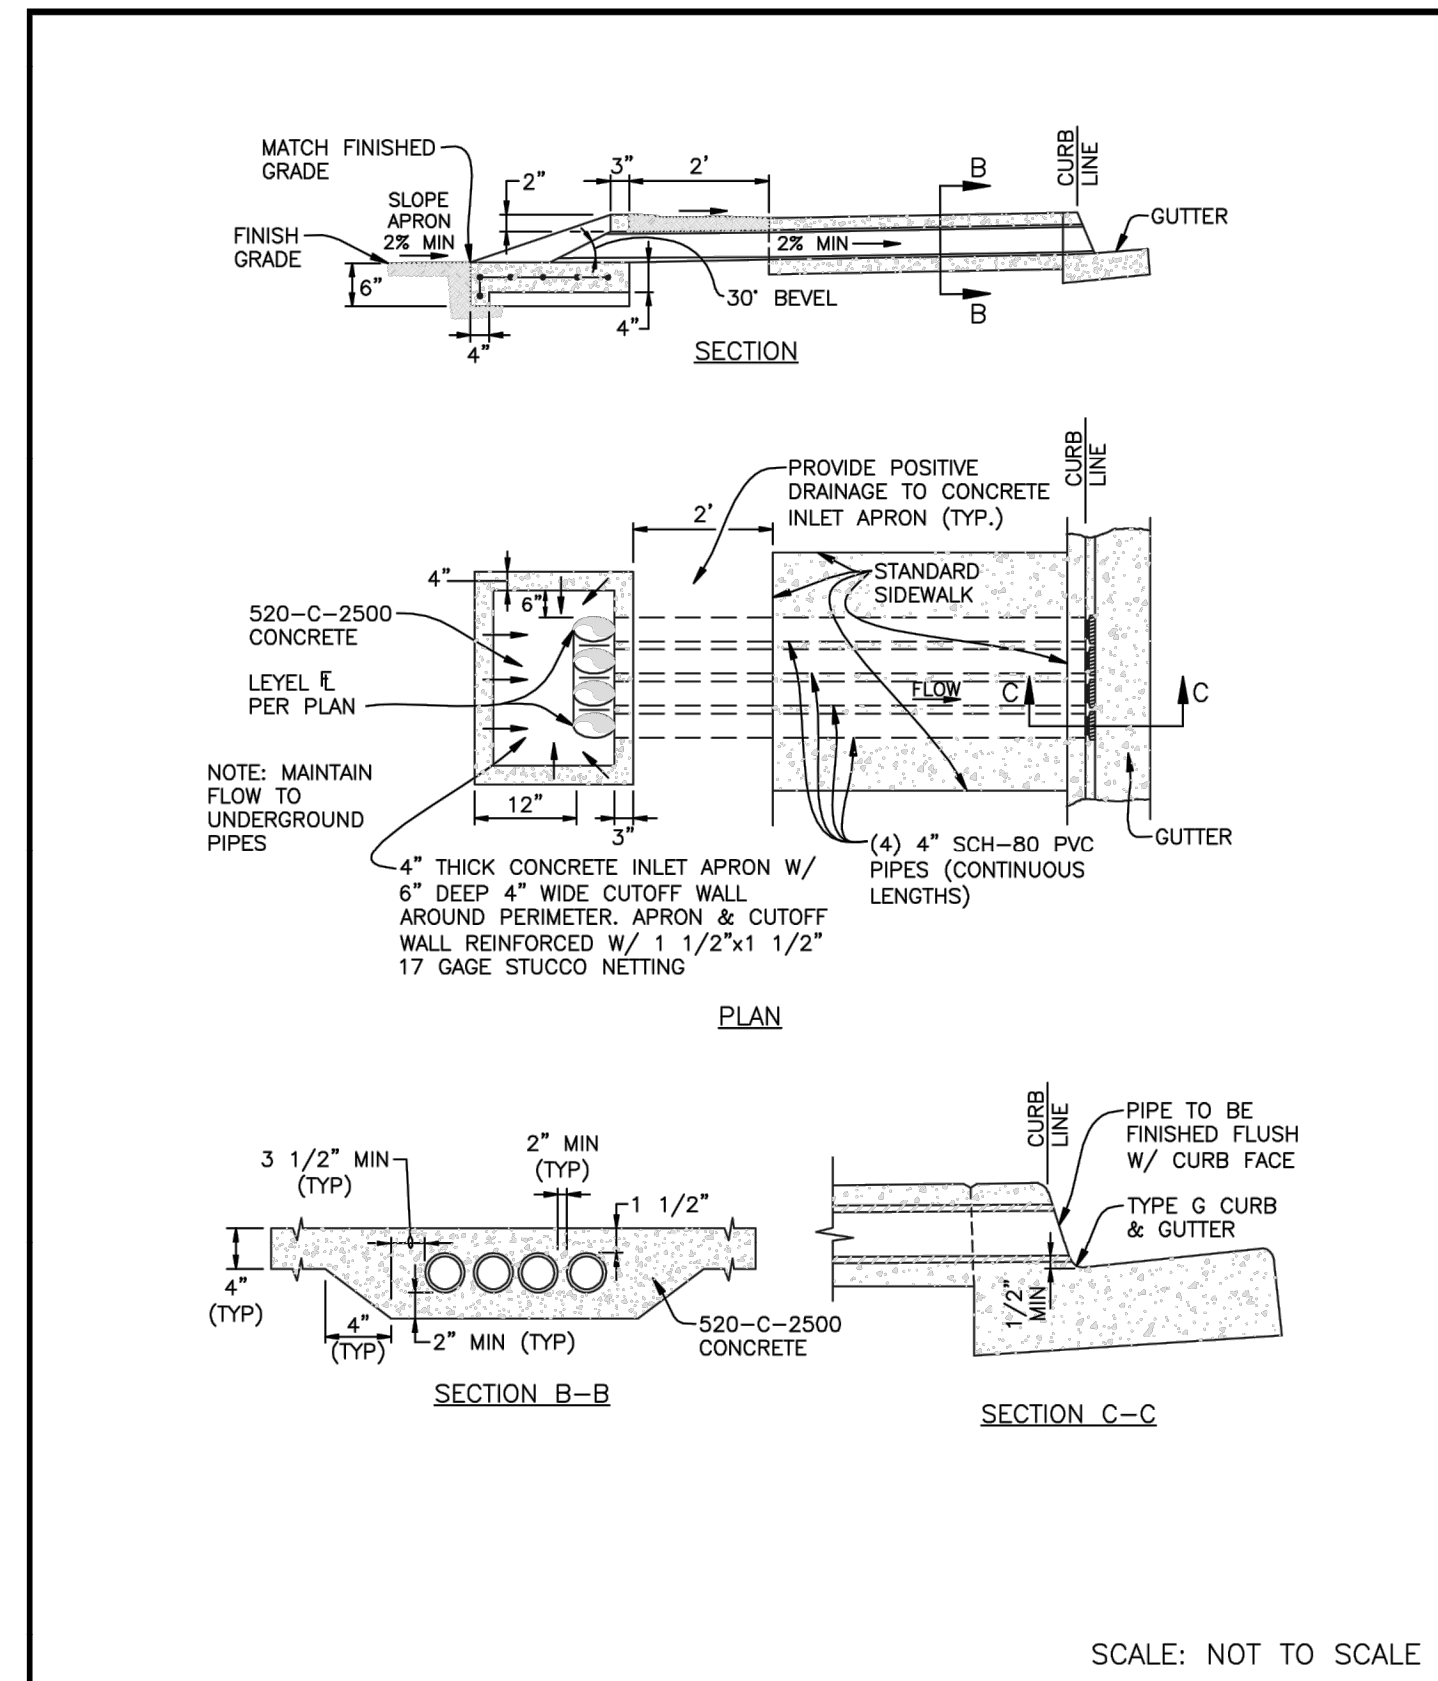 MATCH FINISHED
GRADE
SLOPE
APRON
2% MIN
FINISH
GRADE
6"
4"
2"
3"
2'
30° BEVEL
4"
2% MIN
B
B
CURB
LINE
GUTTER
SECTION
PROVIDE POSITIVE
DRAINAGE TO CONCRETE
INLET APRON (TYP.)
2'
CURB
LINE
4"
6"
STANDARD
SIDEWALK
520-C-2500
CONCRETE
LEYEL
PER PLAN
FLOW
C
C
NOTE: MAINTAIN
FLOW TO
UNDERGROUND
PIPES
12"
3"
GUTTER
(4) 4" SCH-80 PVC
PIPES (CONTINUOUS
LENGTHS)
4" THICK CONCRETE INLET APRON W/
6" DEEP 4" WIDE CUTOFF WALL
AROUND PERIMETER. APRON & CUTOFF
WALL REINFORCED W/ 1 1/2"x1 1/2"
17 GAGE STUCCO NETTING
PLAN
3 1/2" MIN
(TYP)
2" MIN
(TYP)
1 1/2"
4"
(TYP)
4"
(TYP)
2" MIN (TYP)
520-C-2500
CONCRETE
SECTION B-B
CURB
LINE
PIPE TO BE
FINISHED FLUSH
W/ CURB FACE
TYPE G CURB
& GUTTER
1/2"
MIN
SECTION C-C
SCALE: NOT TO SCALE